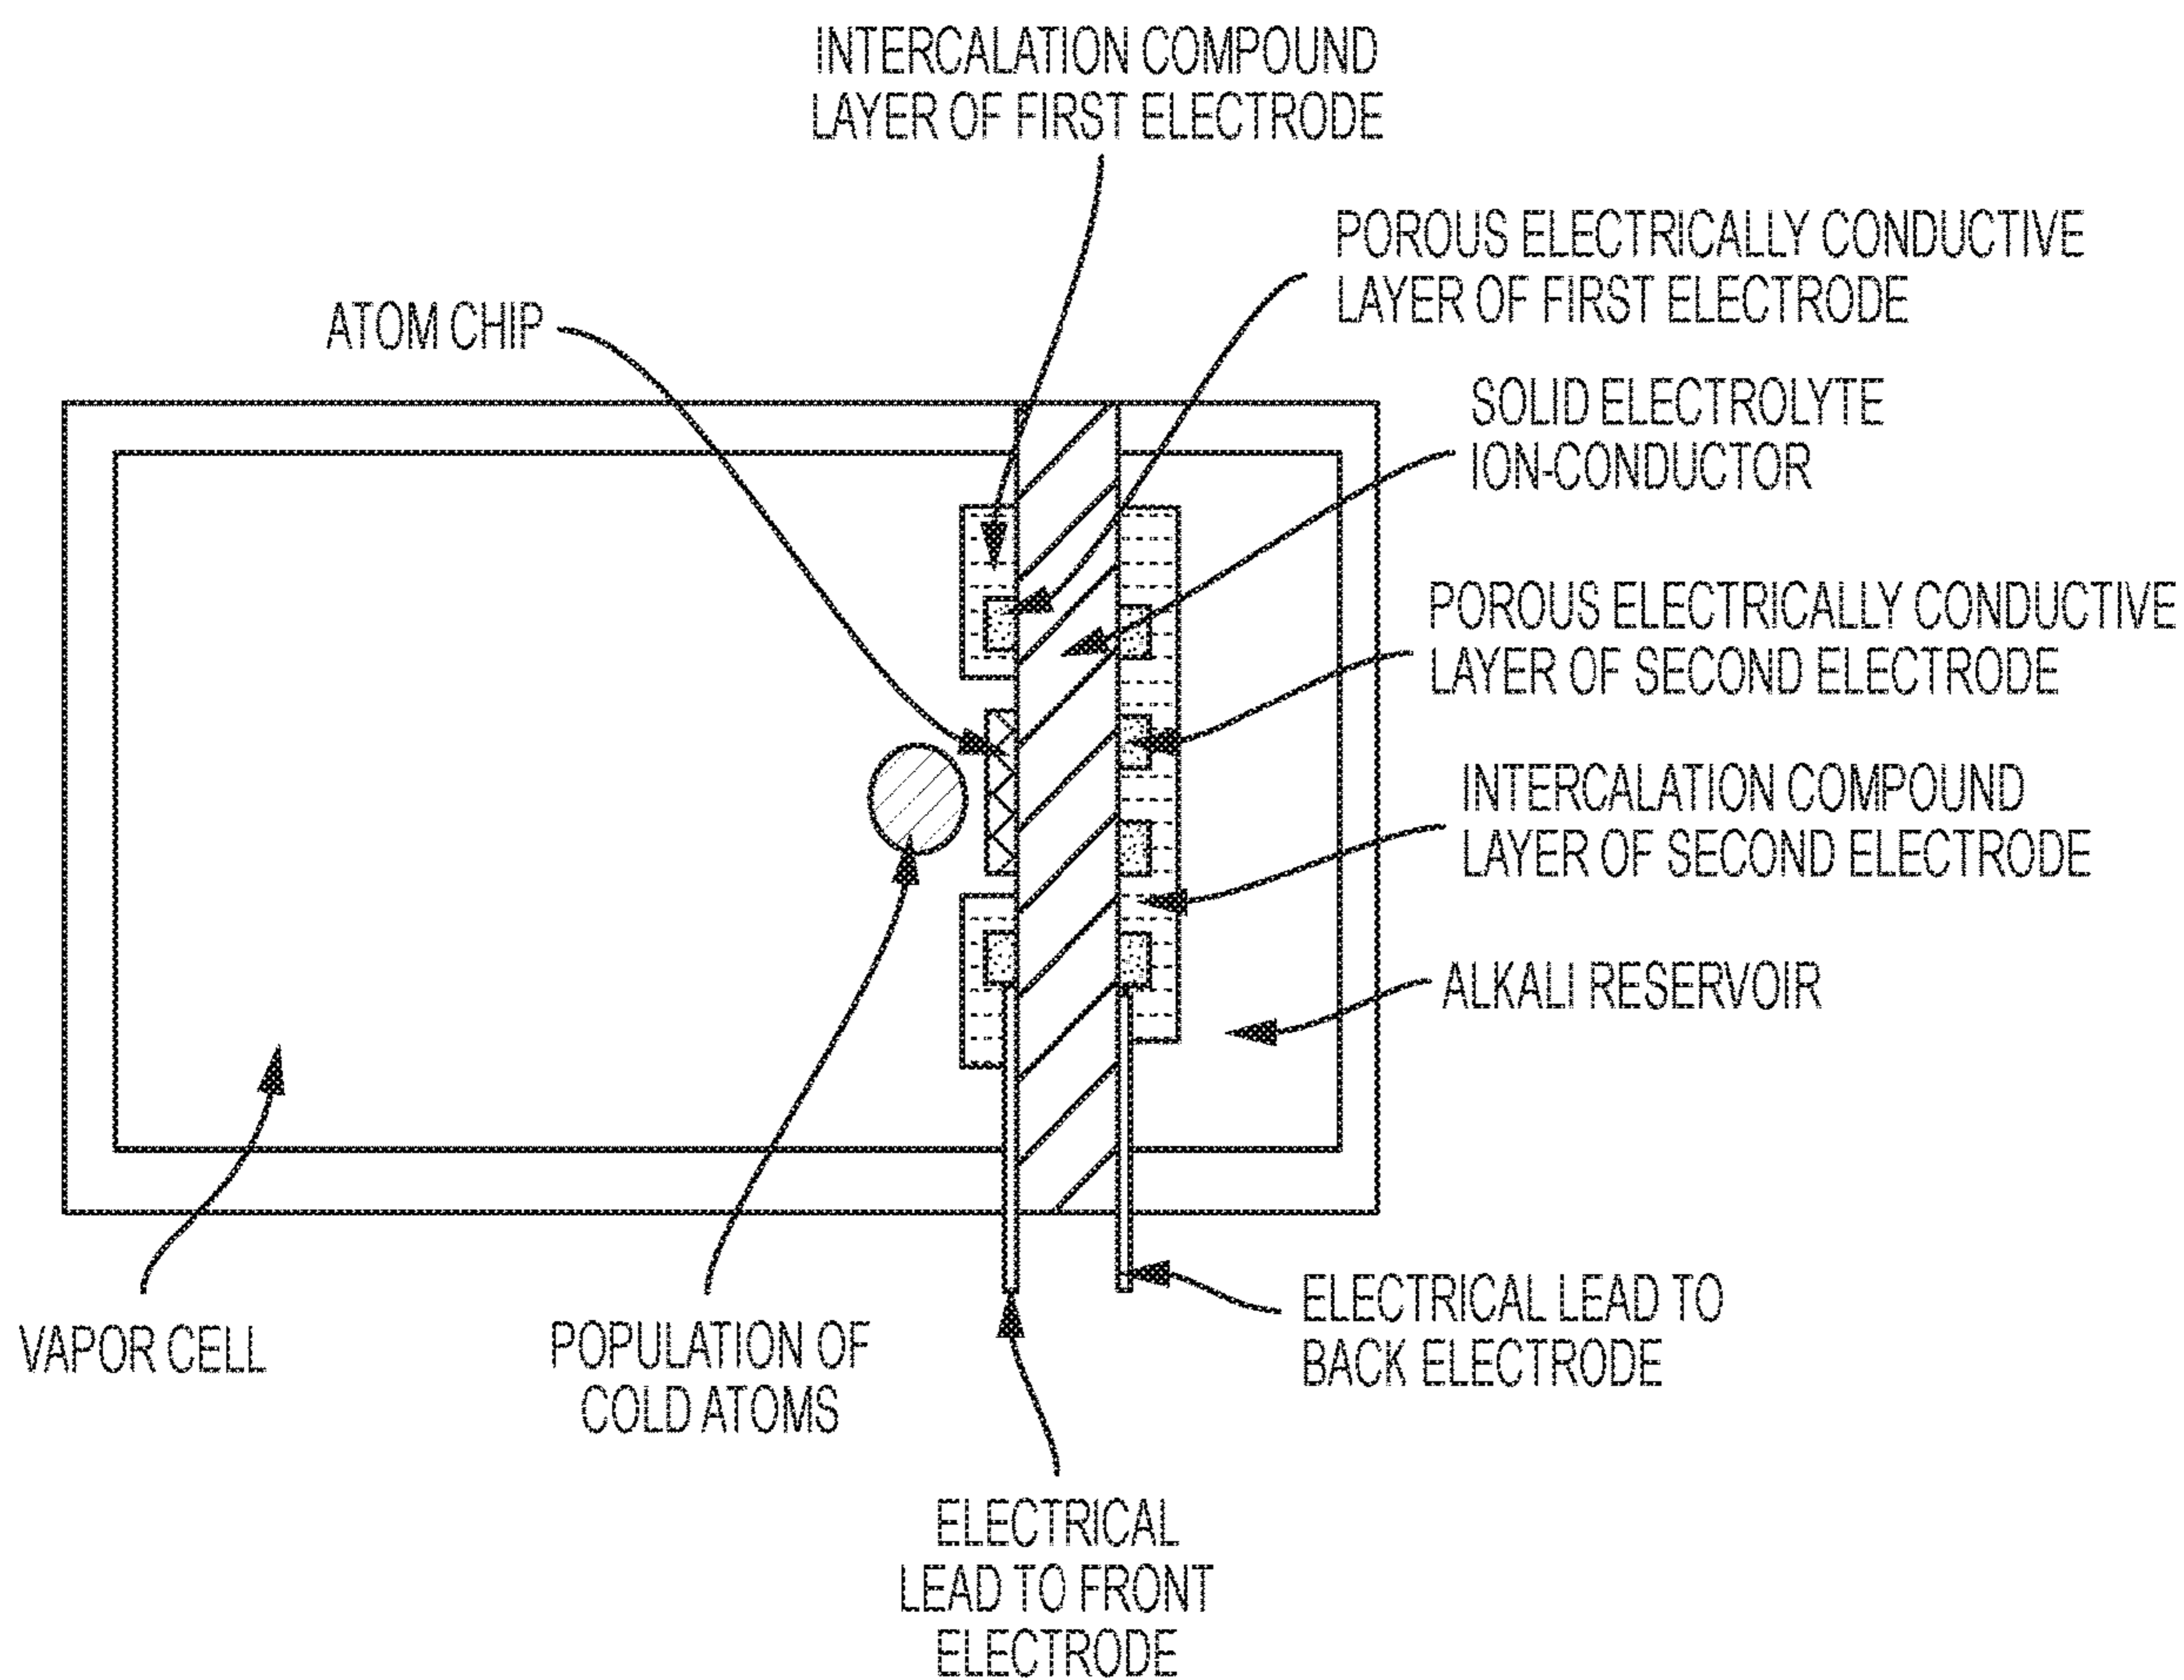 INTERCALATION COMPOUND
LAYER OF FIRST ELECTRODE
POROUS ELECTRICALLY CONDUCTIVE
LAYER OF FIRST ELECTRODE
ATOM CHIP
SOLID ELECTROLYTE
ION-CONDUCTOR
POROUS ELECTRICALLY CONDUCTIVE
LAYER OF SECOND ELECTRODE
INTERCALATION COMPOUND
LAYER OF SECOND ELECTRODE
ALKALI RESERVOIR
VAPOR CELL
POPULATION OF
COLD ATOMS
ELECTRICAL LEAD TO
BACK ELECTRODE
ELECTRICAL
LEAD TO FRONT
ELECTRODE